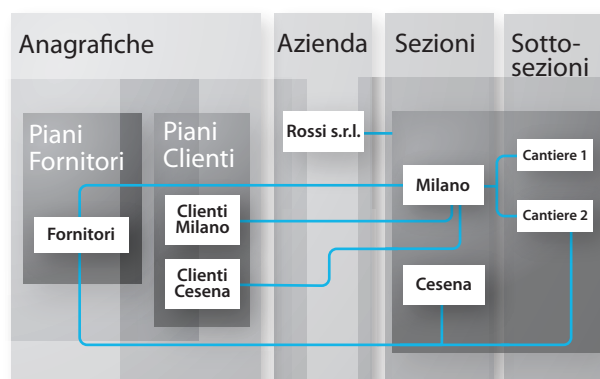 Anagrafiche
Azienda
Sezioni
Sotto-
sezioni
Piani
Fornitori
Piani
Clienti
Rossi s.r.l.
Fornitori
Clienti
Milano
Clienti
Cesena
Milano
Cesena
Cantiere 1
Cantiere 2